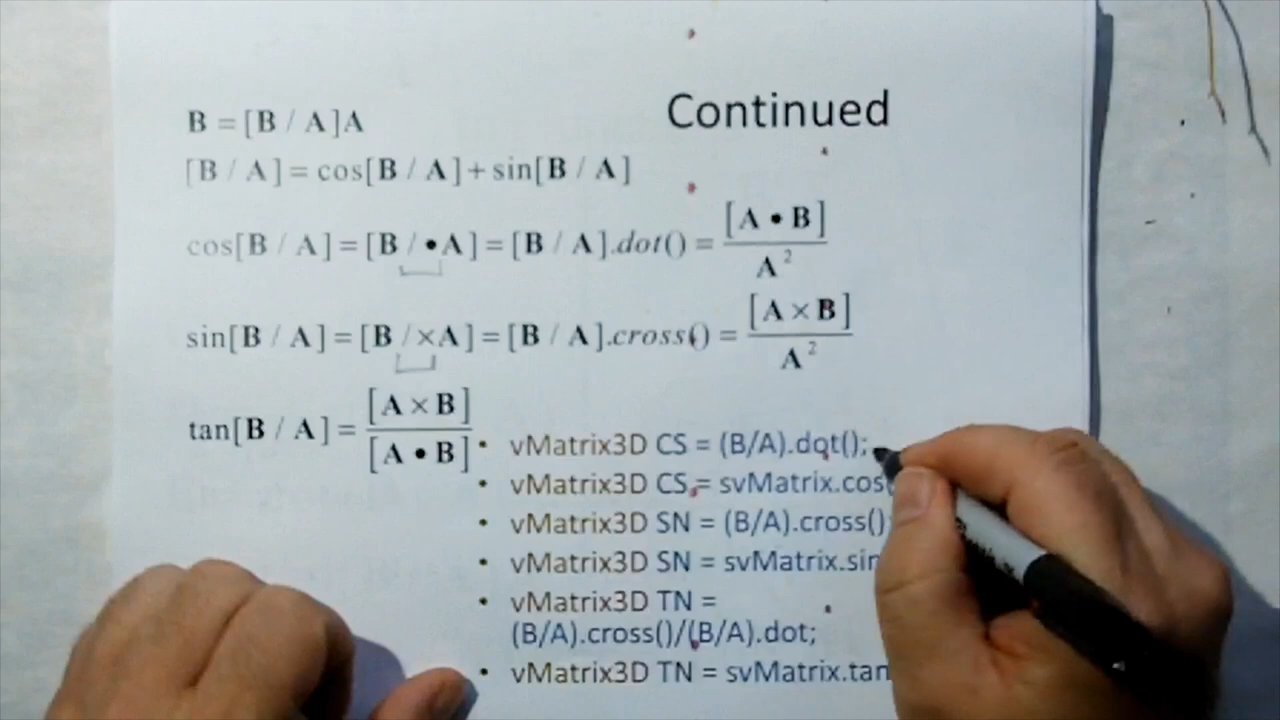 Continued
B = [B / A]A
[B / A] = cos[B / A] + sin[B / A]
cos[B / A] = [B / • A] = [B / A].dot() = [A • B] / A²
sin[B / A] = [B / × A] = [B / A].cross() = [A × B] / A²
tan[B / A] = [A × B] / [A • B]
• vMatrix3D CS = (B/A).dot();
• vMatrix3D CS = svMatrix.cos
• vMatrix3D SN = (B/A).cross()
• vMatrix3D SN = svMatrix.sin
• vMatrix3D TN =
(B/A).cross()/(B/A).dot;
• vMatrix3D TN = svMatrix.tan